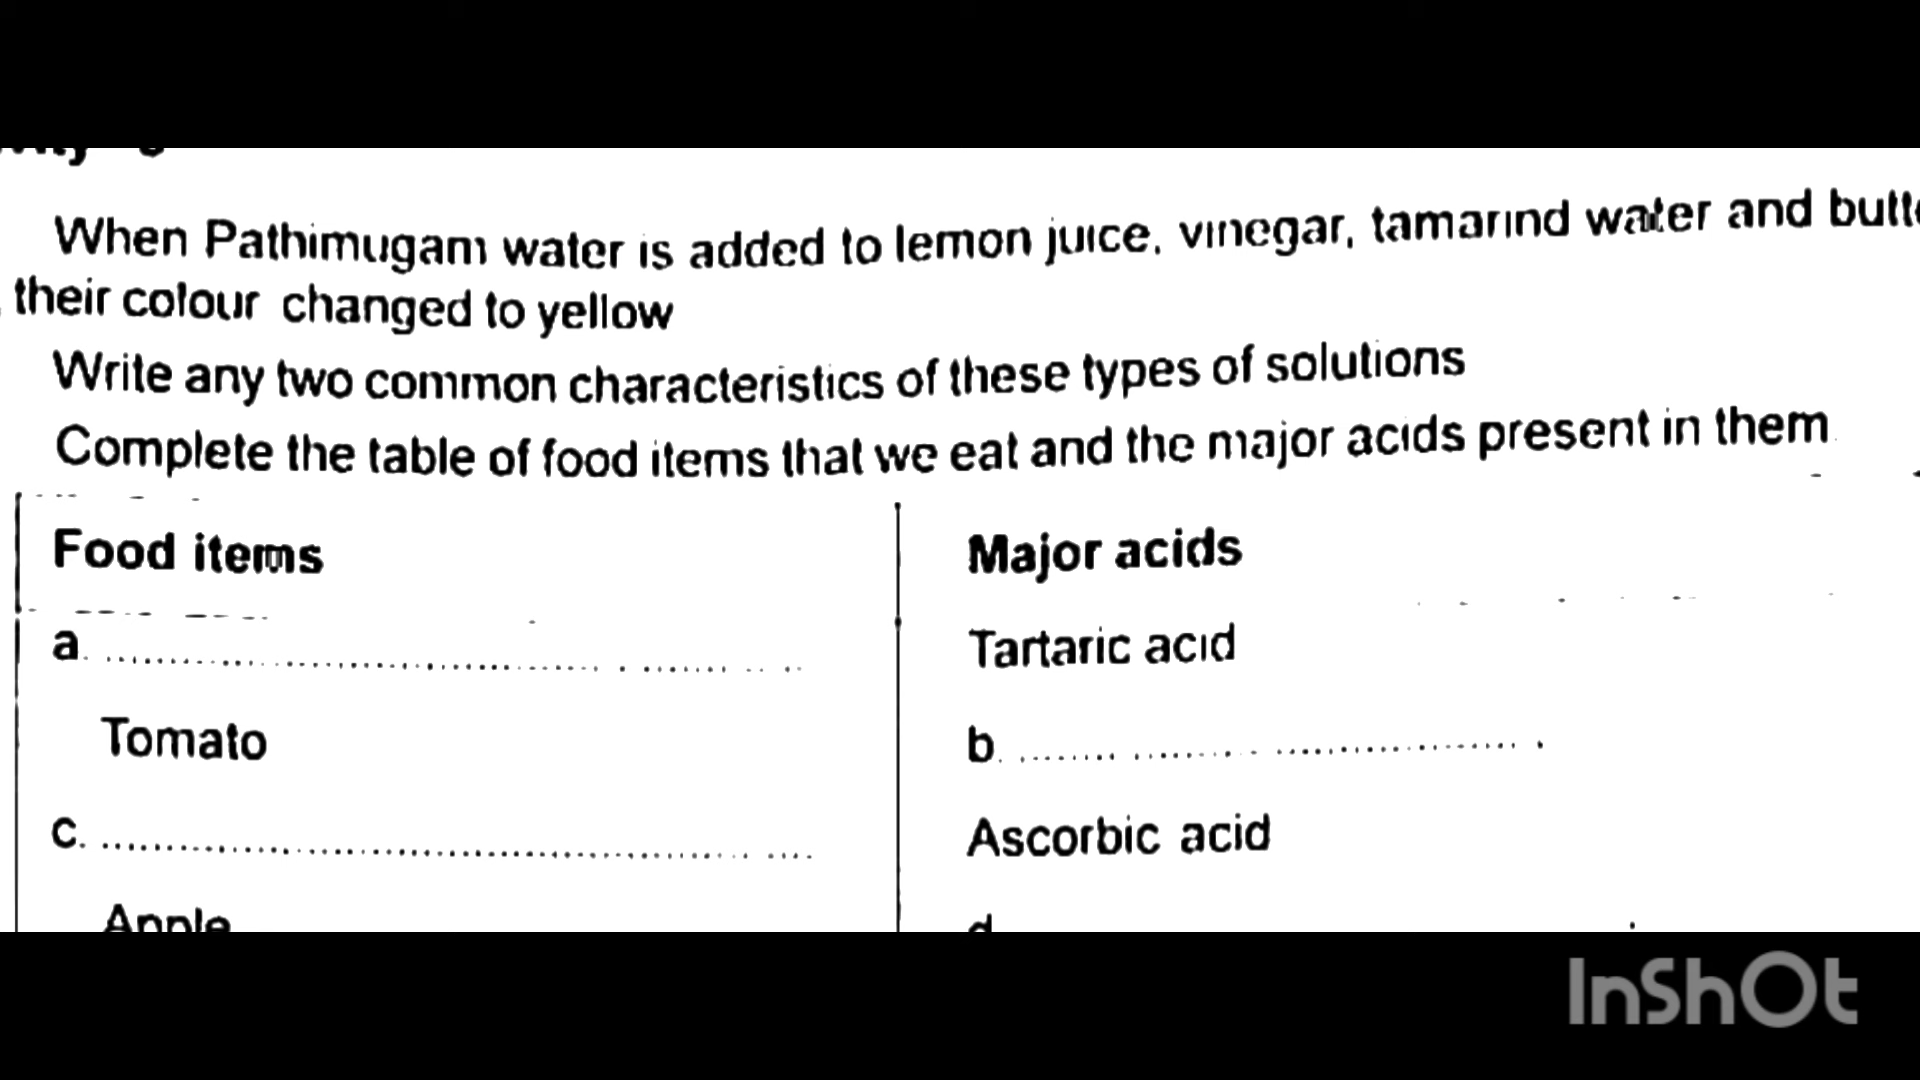 When Pathimugam water is added to lemon juice, vinegar, tamarind water and
their colour changed to yellow
Write any two common characteristics of these types of solutions
Complete the table of food items that we eat and the major acids present in them
Food items
Major acids
a. ....................
Tartaric acid
Tomato
b. ....................
c. ....................
Ascorbic acid
Apple
d
InShOt